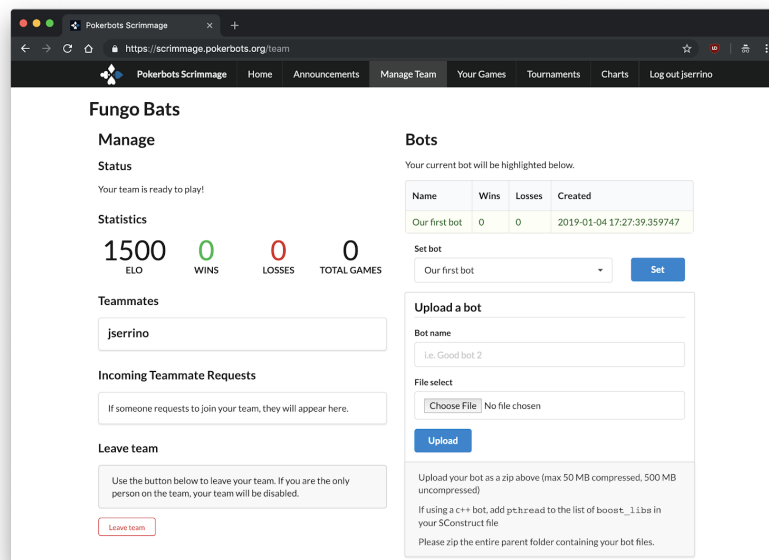 Pokerbots Scrimmage
https://scrimmage.pokerbots.org/team
Pokerbots Scrimmage Home Announcements Manage Team Your Games Tournaments Charts Log out jserrino
Fungo Bats
Manage
Status
Your team is ready to play!
Statistics
1500 0 0 0
ELO WINS LOSSES TOTAL GAMES
Teammates
jserrino
Incoming Teammate Requests
If someone requests to join your team, they will appear here.
Leave team
Use the button below to leave your team. If you are the only
person on the team, your team will be disabled.
Leave team
Bots
Your current bot will be highlighted below.
Name Wins Losses Created
Our first bot 0 0 2019-01-04 17:27:39.359747
Set bot
Our first bot Set
Upload a bot
Bot name
i.e. Good bot 2
File select
Choose File No file chosen
Upload
Upload your bot as a zip above (max 50 MB compressed, 500 MB
uncompressed)
If using a c++ bot, add pthread to the list of boost_libs in
your SConstruct file
Please zip the entire parent folder containing your bot files.